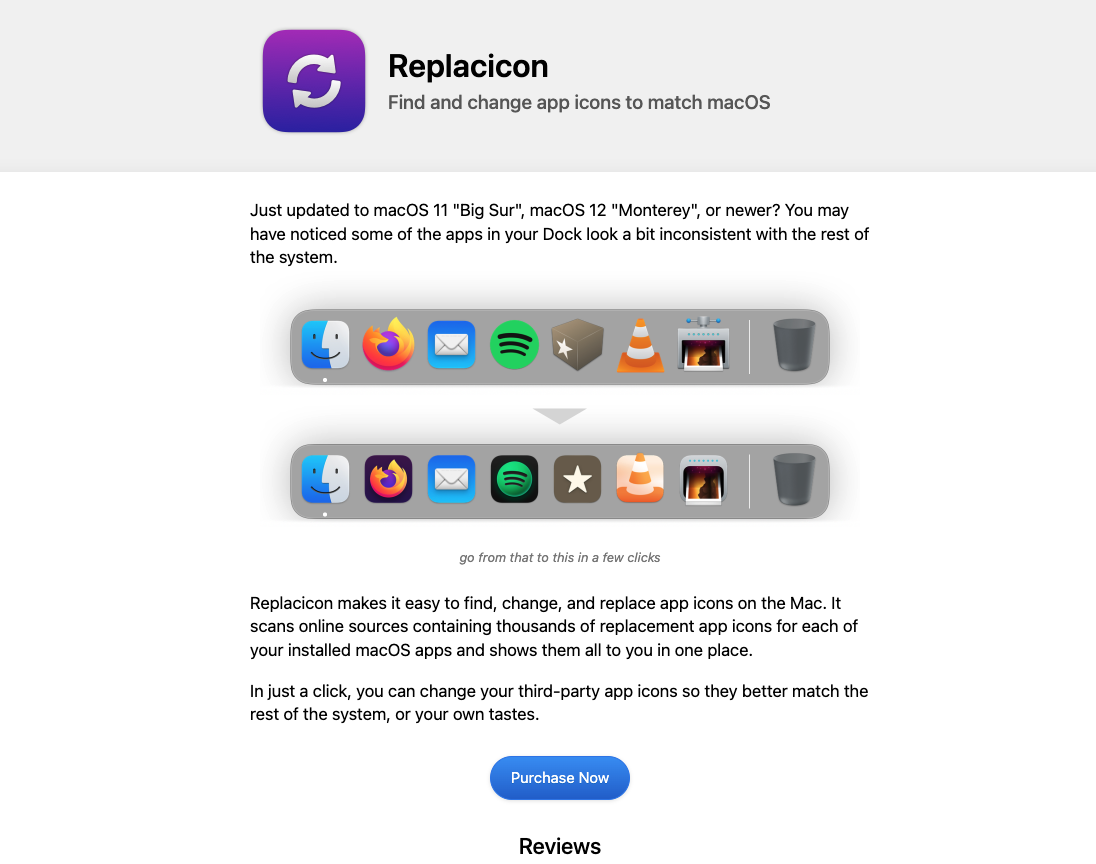 Replacicon
Find and change app icons to match macOS
Just updated to macOS 11 "Big Sur", macOS 12 "Monterey", or newer? You may
have noticed some of the apps in your Dock look a bit inconsistent with the rest of
the system.
go from that to this in a few clicks
Replacicon makes it easy to find, change, and replace app icons on the Mac. It
scans online sources containing thousands of replacement app icons for each of
your installed macOS apps and shows them all to you in one place.
In just a click, you can change your third-party app icons so they better match the
rest of the system, or your own tastes.
Purchase Now
Reviews